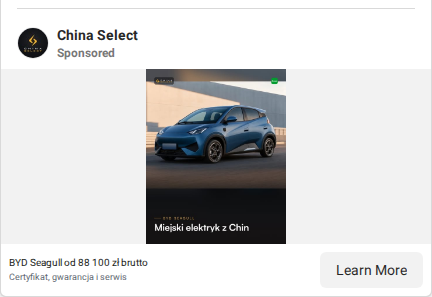 China Select
Sponsored
BYD SEAGULL
Miejski elektryk z Chin
BYD Seagull od 88 100 zł brutto
Certyfikat, gwarancja i serwis
Learn More